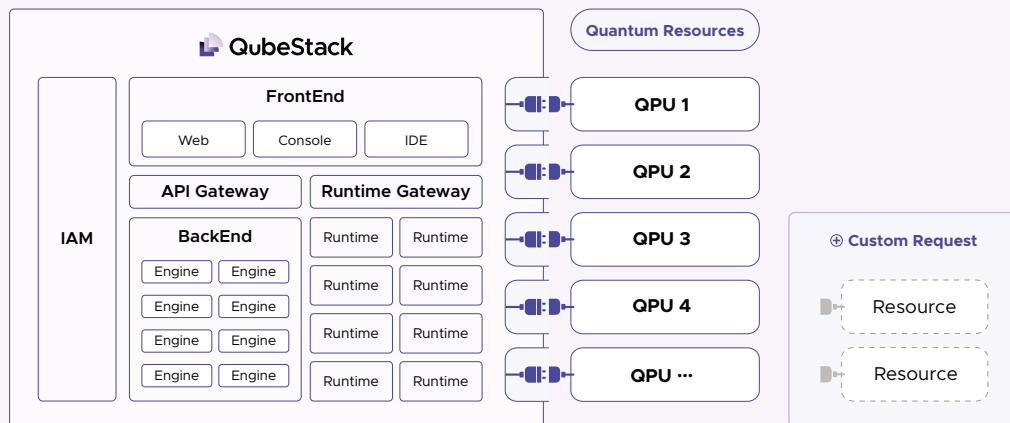 QubeStack
Quantum Resources
IAM
FrontEnd
Web Console IDE
API Gateway
Runtime Gateway
BackEnd
Engine Engine
Engine Engine
Engine Engine
Engine Engine
Runtime Runtime
Runtime Runtime
Runtime Runtime
Runtime Runtime
QPU 1
QPU 2
QPU 3
QPU 4
QPU ···
Custom Request
Resource
Resource